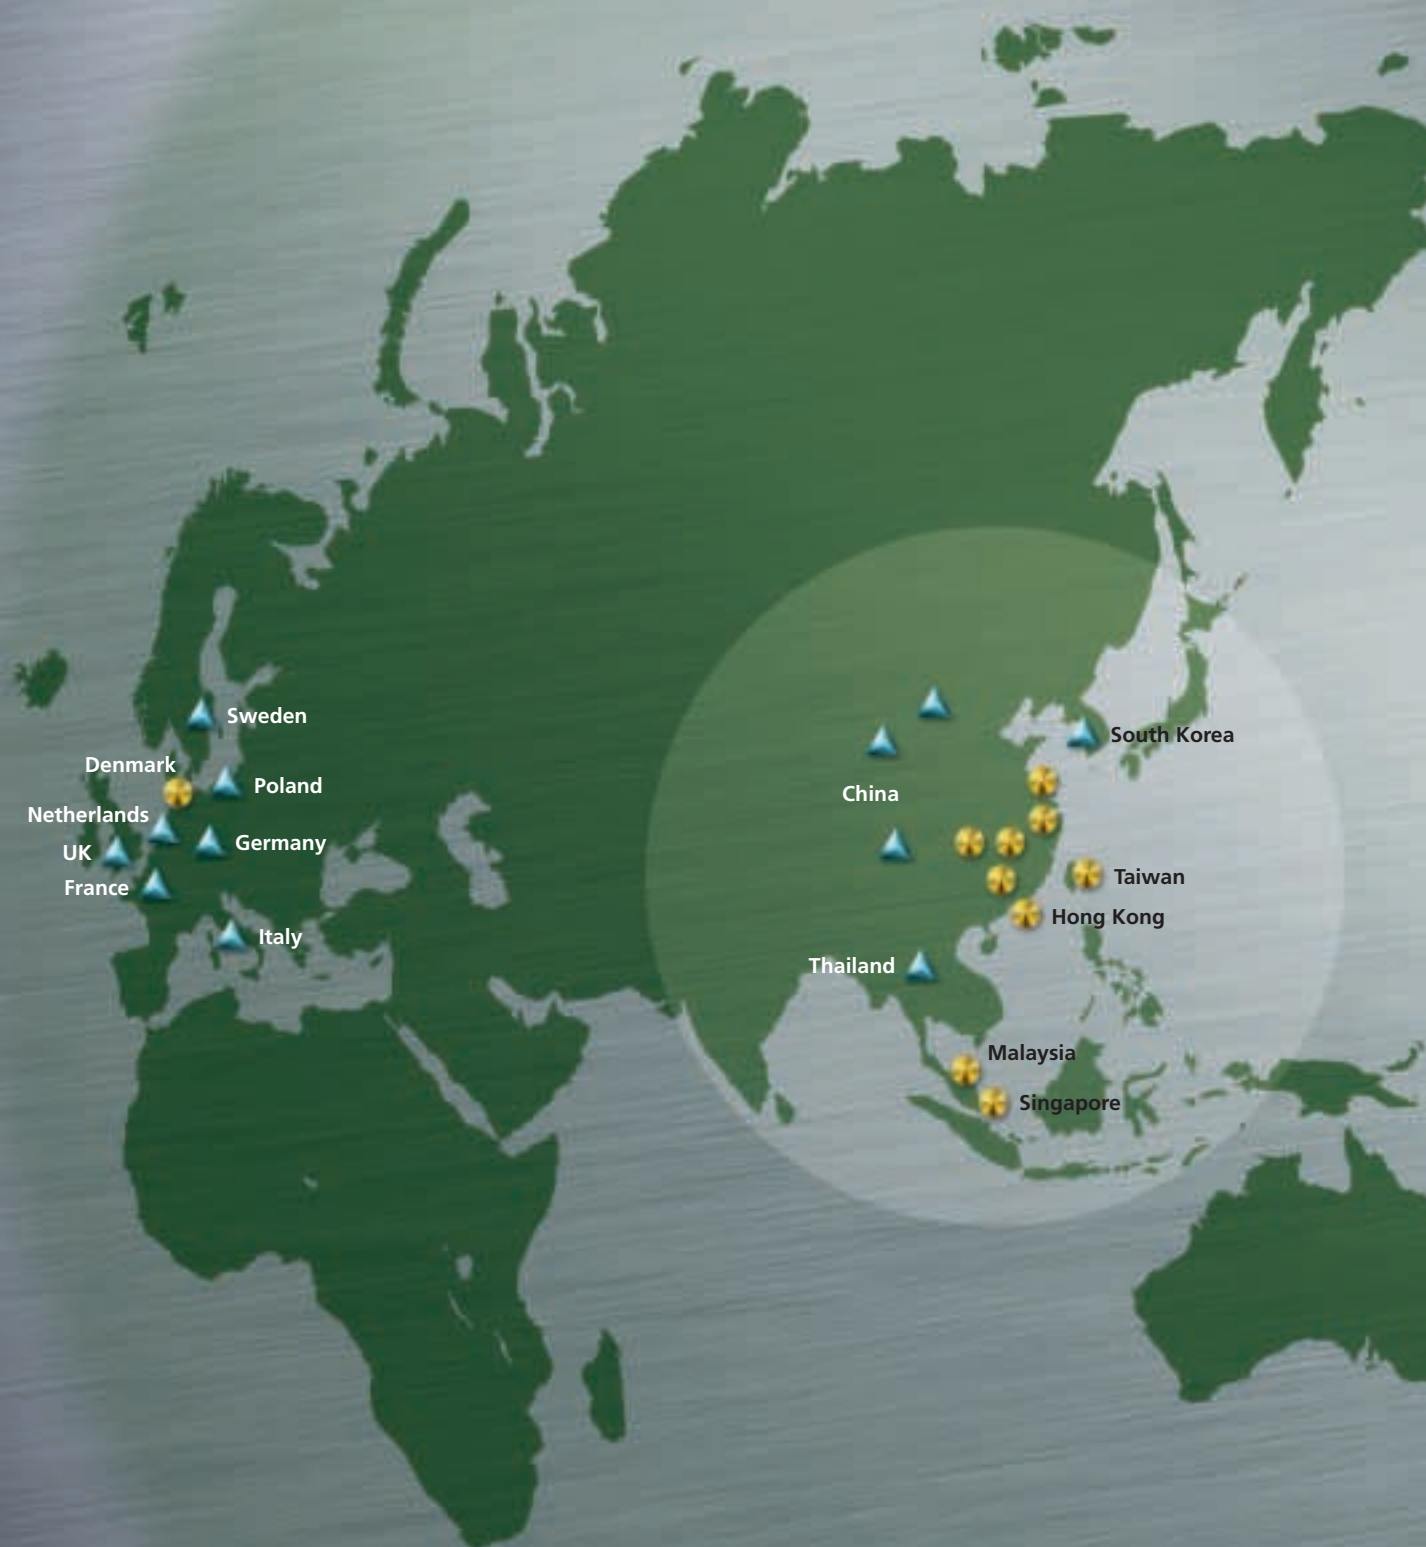 Sweden
Denmark
Poland
Netherlands
Germany
UK
France
Italy
South Korea
China
Taiwan
Hong Kong
Thailand
Malaysia
Singapore